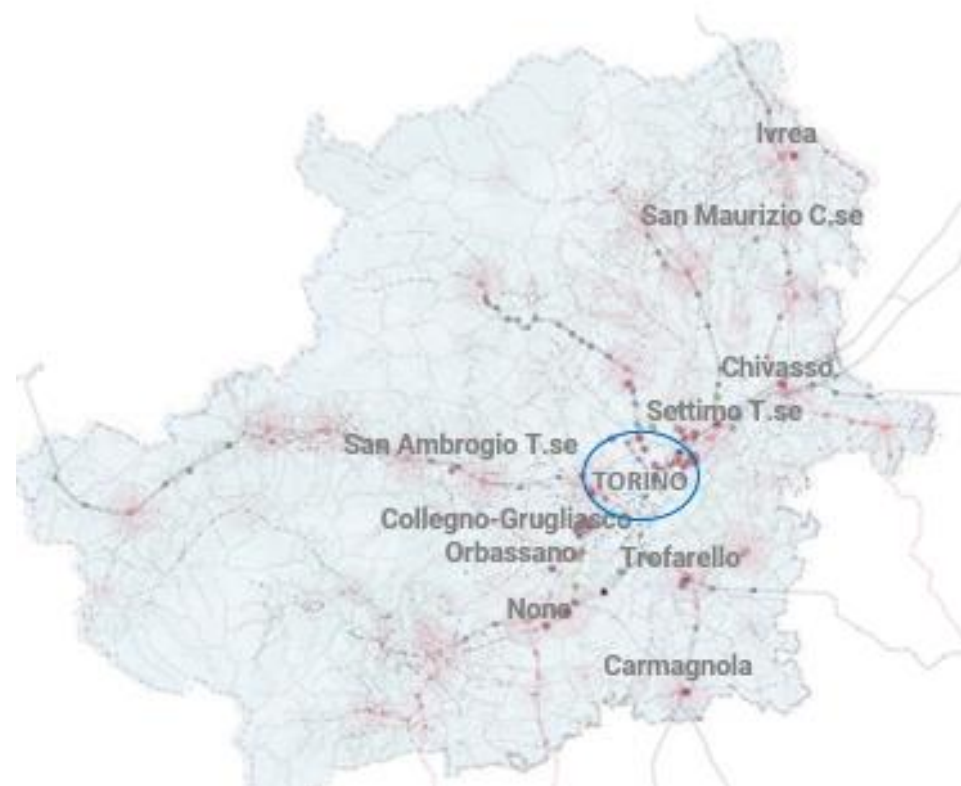 Ivrea
San Maurizio C.se
Chivasso
Settimo T.se
San Ambrogio T.se
TORINO
Collegno-Grugliasco
Orbassano
Trofarello
None
Carmagnola